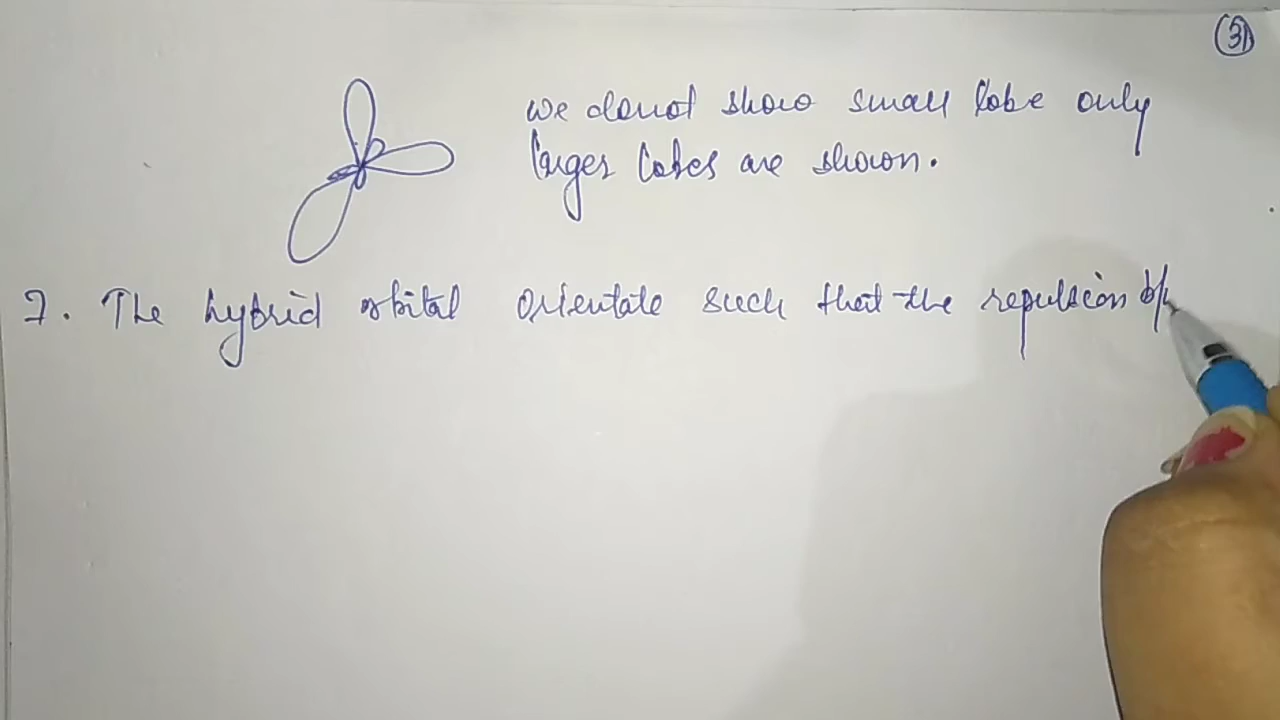 3
we donot show small lobe only
larger lobes are shown.
7. The hybrid orbital orientate such that the repulsion b/